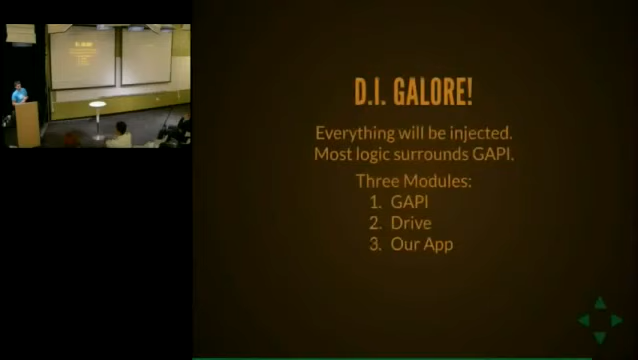 D.I. GALORE!
Everything will be injected.
Most logic surrounds GAPI.
Three Modules:
1. GAPI
2. Drive
3. Our App